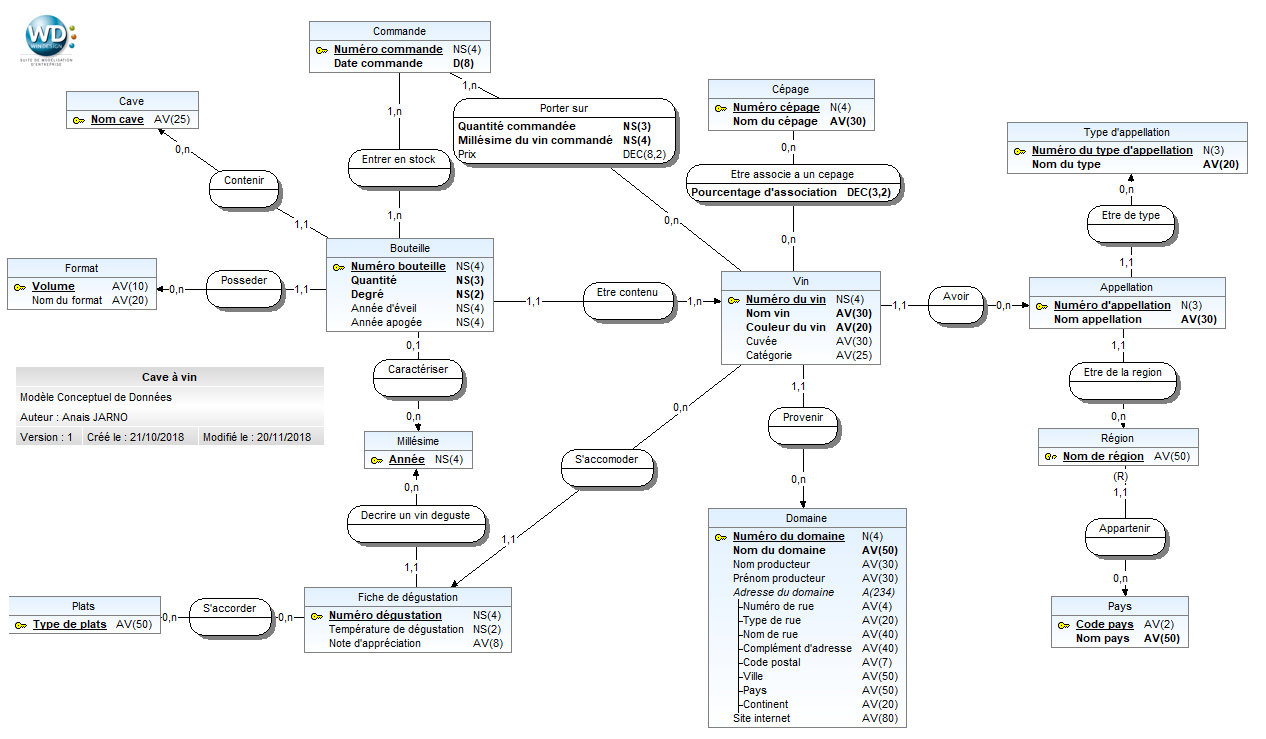 WD
WINDESIGN
SUITE DE MODÉLISATION
D'ENTREPRISE
Commande
Numéro commande NS(4)
Date commande D(8)
1,n
1,n
Cave
Nom cave AV(25)
0,n
Contenir
1,1
Entrer en stock
1,n
Porter sur
Quantité commandée NS(3)
Millésime du vin commandé NS(4)
Prix DEC(8,2)
0,n
Cépage
Numéro cépage N(4)
Nom du cépage AV(30)
0,n
Etre associe a un cepage
Pourcentage d'association DEC(3,2)
0,n
Type d'appellation
Numéro du type d'appellation N(3)
Nom du type AV(20)
0,n
Etre de type
1,1
Format
Volume AV(10)
Nom du format AV(20)
0,n
Posseder
1,1
Bouteille
Numéro bouteille NS(4)
Quantité NS(3)
Degré NS(2)
Année d'éveil NS(4)
Année apogée NS(4)
1,1
Etre contenu
1,n
Vin
Numéro du vin NS(4)
Nom vin AV(30)
Couleur du vin AV(20)
Cuvée AV(30)
Catégorie AV(25)
1,1
Avoir
0,n
Appellation
Numéro d'appellation N(3)
Nom appellation AV(30)
1,1
Etre de la region
0,n
Région
Nom de région AV(50)
(R)
1,1
Appartenir
0,n
Pays
Code pays AV(2)
Nom pays AV(50)
Cave à vin
Modèle Conceptuel de Données
Auteur : Anais JARNO
Version : 1 Créé le : 21/10/2018 Modifié le : 20/11/2018
0,1
Caractériser
0,n
Millésime
Année NS(4)
0,n
Decrire un vin deguste
1,1
0,n
S'accomoder
1,1
1,1
Provenir
0,n
Plats
Type de plats AV(50)
0,n
S'accorder
0,n
Fiche de dégustation
Numéro dégustation NS(4)
Température de dégustation NS(2)
Note d'appréciation AV(8)
Domaine
Numéro du domaine N(4)
Nom du domaine AV(50)
Nom producteur AV(30)
Prénom producteur AV(30)
Adresse du domaine A(234)
Numéro de rue AV(4)
Type de rue AV(20)
Nom de rue AV(40)
Complément d'adresse AV(40)
Code postal AV(7)
Ville AV(50)
Pays AV(50)
Continent AV(20)
Site internet AV(80)